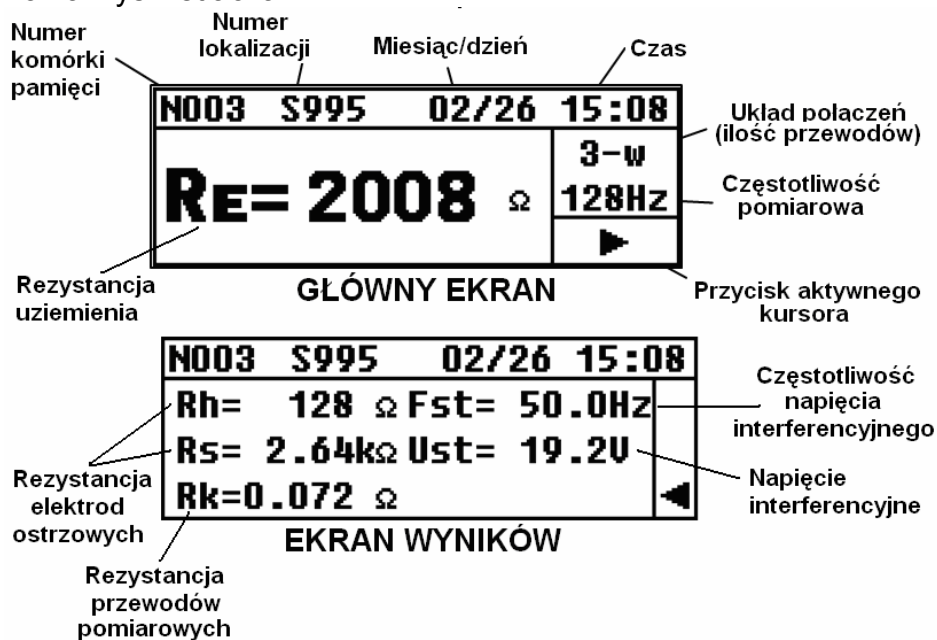 Numer
komórki
pamięci
Numer
lokalizacji
Miesiąc/dzień
Czas
N003 S995 02/26 15:08
RE= 2008 Ω
3-w
128Hz
Układ połączeń
(ilość przewodów)
Częstotliwość
pomiarowa
Rezystancja
uziemienia
GŁÓWNY EKRAN
Przycisk aktywnego
kursora
N003 S995 02/26 15:08
Rh= 128 Ω Fst= 50.0Hz
Rs= 2.64kΩ Ust= 19.2V
Rk=0.072 Ω
Częstotliwość
napięcia
interferencyjnego
Napięcie
interferencyjne
Rezystancja
elektrod
ostrzowych
EKRAN WYNIKÓW
Rezystancja
przewodów
pomiarowych